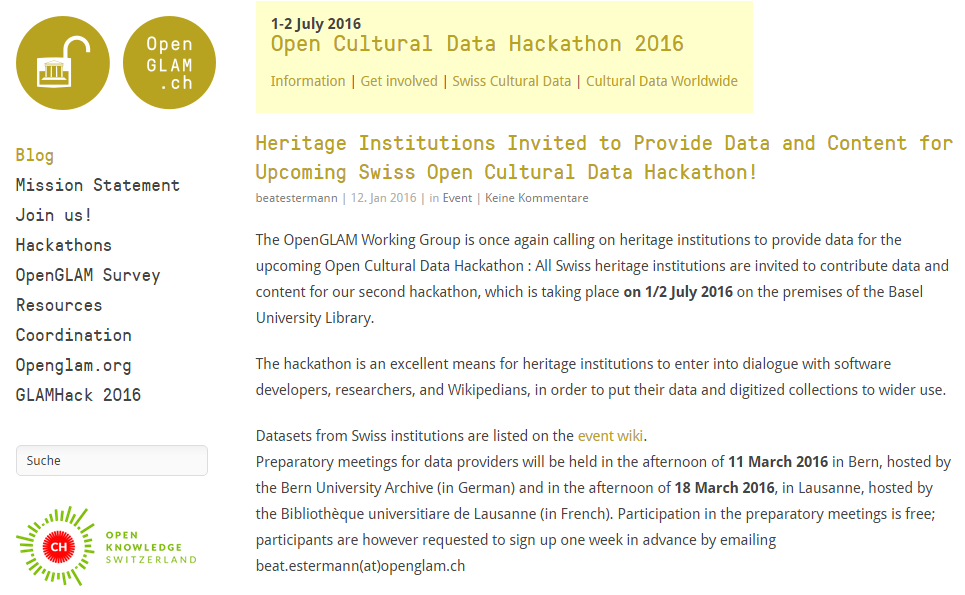 Open
GLAM
.ch
1-2 July 2016
Open Cultural Data Hackathon 2016
Information | Get involved | Swiss Cultural Data | Cultural Data Worldwide
Blog
Mission Statement
Join us!
Hackathons
OpenGLAM Survey
Resources
Coordination
Openglam.org
GLAMHack 2016
Suche
CH
OPEN
KNOWLEDGE
SWITZERLAND
Heritage Institutions Invited to Provide Data and Content for
Upcoming Swiss Open Cultural Data Hackathon!
beatestermann | 12. Jan 2016 | in Event | Keine Kommentare
The OpenGLAM Working Group is once again calling on heritage institutions to provide data for the
upcoming Open Cultural Data Hackathon : All Swiss heritage institutions are invited to contribute data and
content for our second hackathon, which is taking place on 1/2 July 2016 on the premises of the Basel
University Library.
The hackathon is an excellent means for heritage institutions to enter into dialogue with software
developers, researchers, and Wikipedians, in order to put their data and digitized collections to wider use.
Datasets from Swiss institutions are listed on the event wiki.
Preparatory meetings for data providers will be held in the afternoon of 11 March 2016 in Bern, hosted by
the Bern University Archive (in German) and in the afternoon of 18 March 2016, in Lausanne, hosted by
the Bibliothèque universitiare de Lausanne (in French). Participation in the preparatory meetings is free;
participants are however requested to sign up one week in advance by emailing
beat.estermann(at)openglam.ch